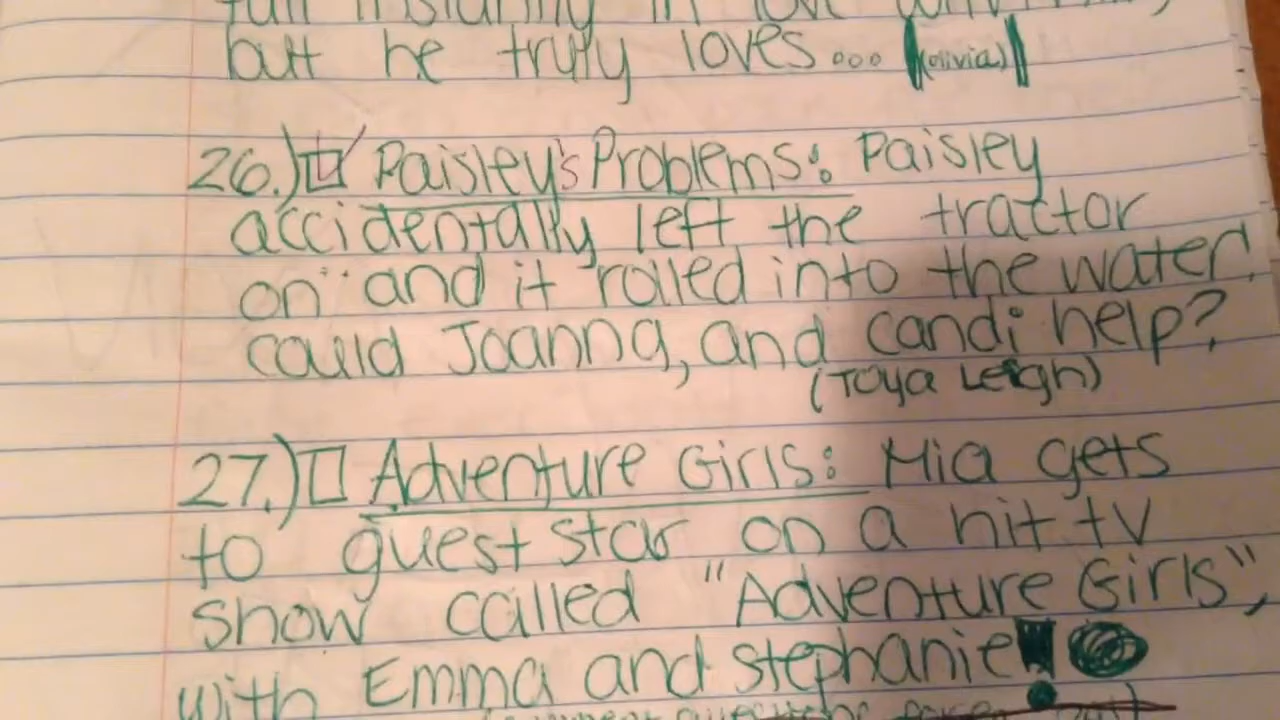 but he truly loves... (olivia)
26.) Paisley's Problems: Paisley
accidentally left the tractor
on and it rolled into the water.
could Joanna, and candi help?
(Toya Leigh)
27.) Adventure Girls: Mia gets
to guest star on a hit tv
show called "Adventure Girls",
with Emma and stephanie!